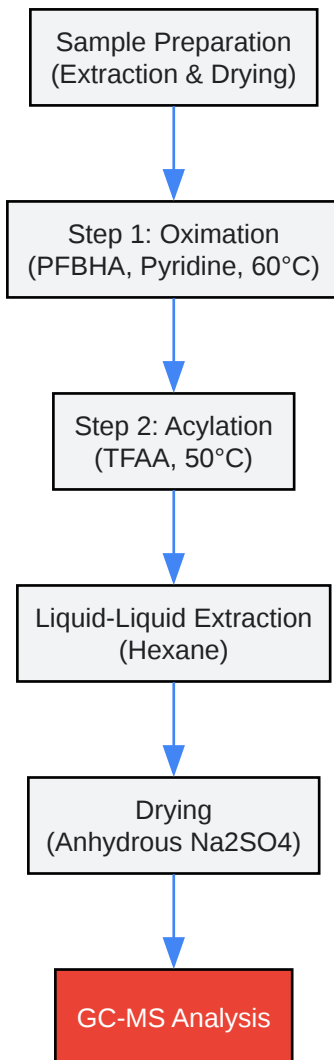 Sample Preparation
(Extraction & Drying)
Step 1: Oximation
(PFBHA, Pyridine, 60°C)
Step 2: Acylation
(TFAA, 50°C)
Liquid-Liquid Extraction
(Hexane)
Drying
(Anhydrous Na2SO4)
GC-MS Analysis